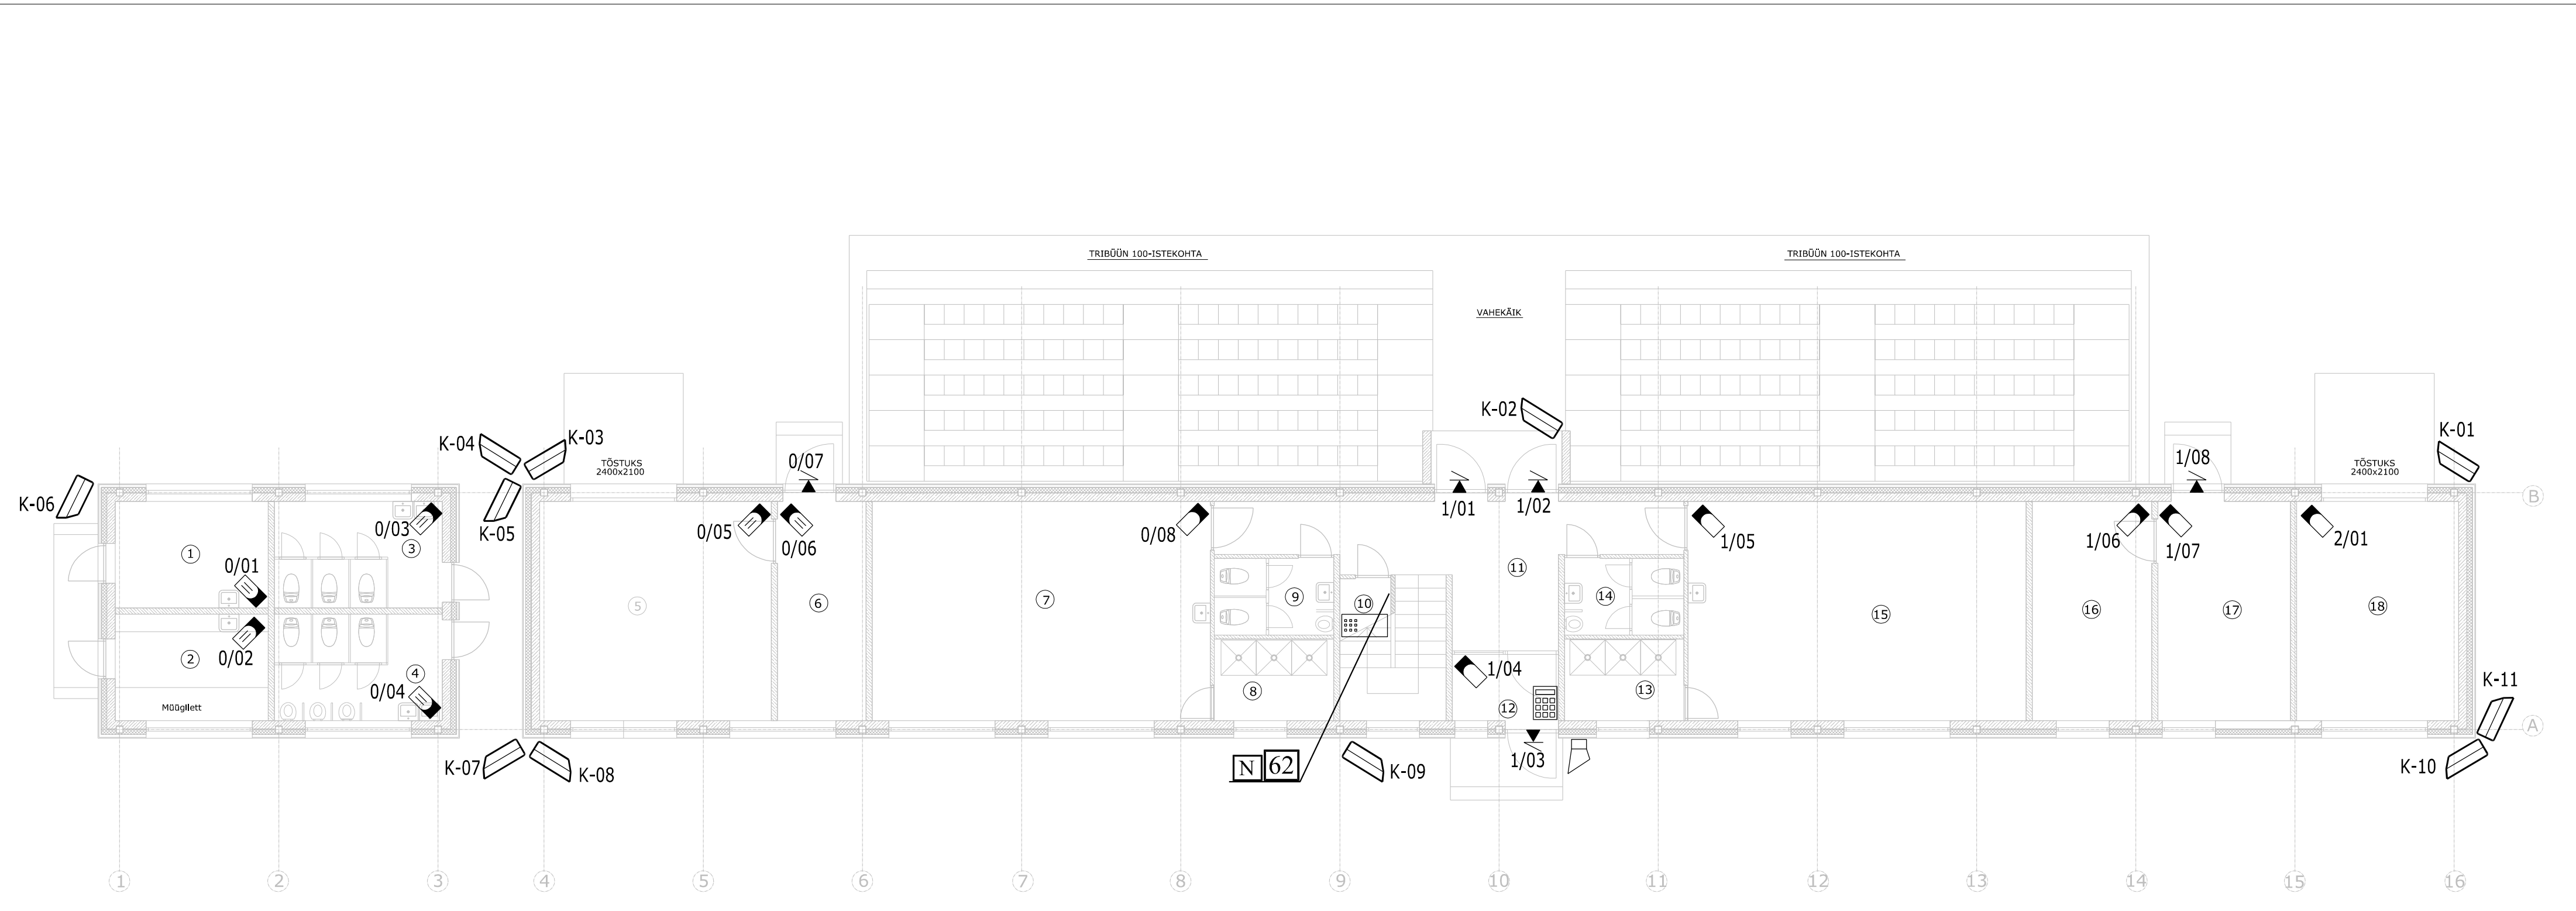 TRIBÜÜN 100-ISTEKOHTA
TRIBÜÜN 100-ISTEKOHTA
VAHEKÄIK
K-02
K-04
K-03
K-01
TÕSTUKS
2400x2100
0/07
1/08
TÕSTUKS
2400x2100
K-06
K-05
1/01
1/02
B
0/03
0/05
0/06
0/08
1/05
1/06
1/07
2/01
1
3
0/01
11
5
6
7
9
10
14
15
16
17
18
2
0/02
4
0/04
8
1/04
13
K-11
Müügilett
12
A
K-07
K-08
N 62
K-09
1/03
K-10
1
2
3
4
5
6
7
8
9
10
11
12
13
14
15
16